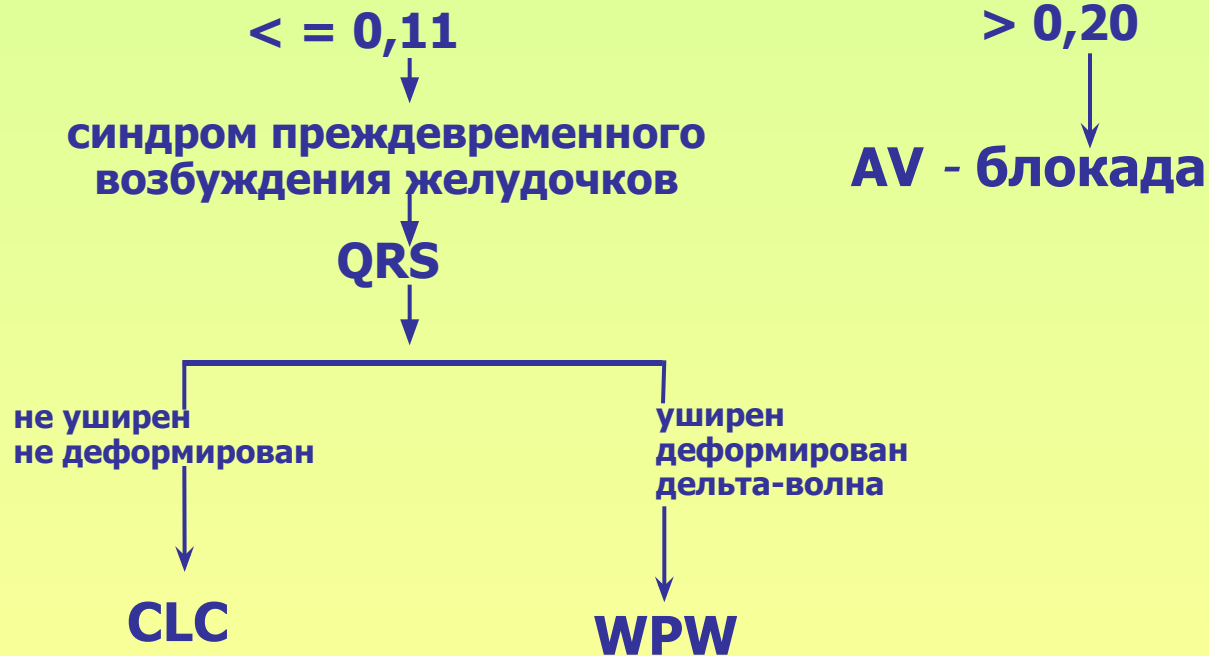 < = 0,11
> 0,20
синдром преждевременного
возбуждения желудочков
AV - блокада
QRS
не уширен
не деформирован
уширен
деформирован
дельта-волна
CLC
WPW